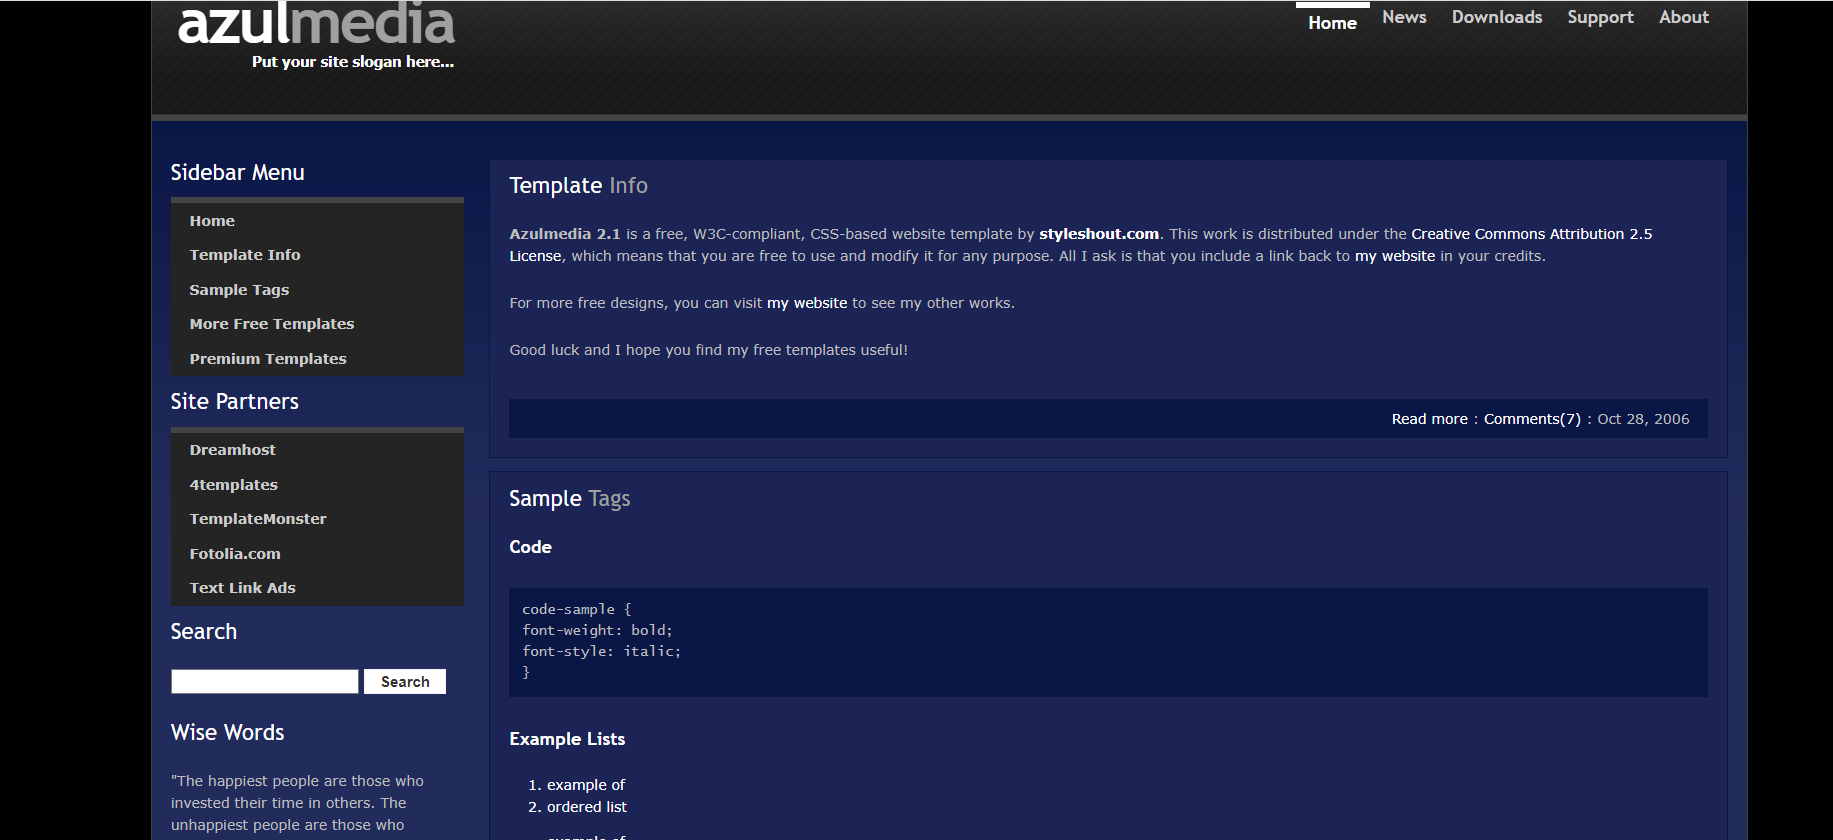 azulmedia
Put your site slogan here...
Home News Downloads Support About
Sidebar Menu
Home
Template Info
Sample Tags
More Free Templates
Premium Templates
Site Partners
Dreamhost
4templates
TemplateMonster
Fotolia.com
Text Link Ads
Search
Search
Wise Words
"The happiest people are those who
invested their time in others. The
unhappiest people are those who
Template Info
Azulmedia 2.1 is a free, W3C-compliant, CSS-based website template by styleshout.com. This work is distributed under the Creative Commons Attribution 2.5
License, which means that you are free to use and modify it for any purpose. All I ask is that you include a link back to my website in your credits.
For more free designs, you can visit my website to see my other works.
Good luck and I hope you find my free templates useful!
Read more : Comments(7) : Oct 28, 2006
Sample Tags
Code
code-sample {
font-weight: bold;
font-style: italic;
}
Example Lists
1. example of
2. ordered list
example of